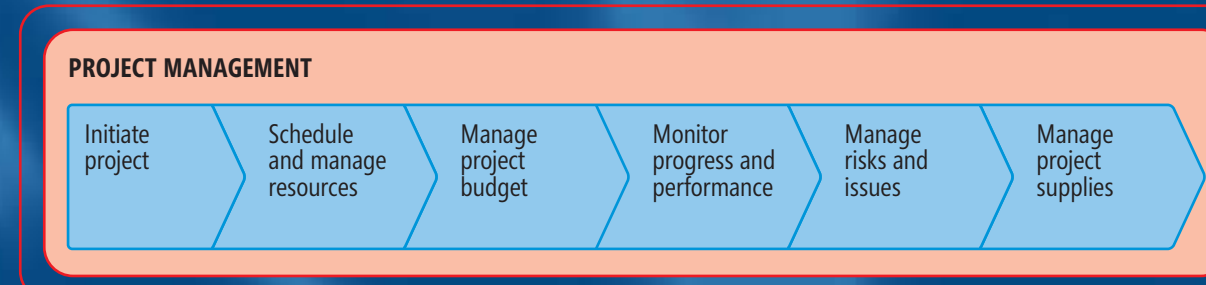 PROJECT MANAGEMENT
Initiate
project
Schedule
and manage
resources
Manage
project
budget
Monitor
progress and
performance
Manage
risks and
issues
Manage
project
supplies